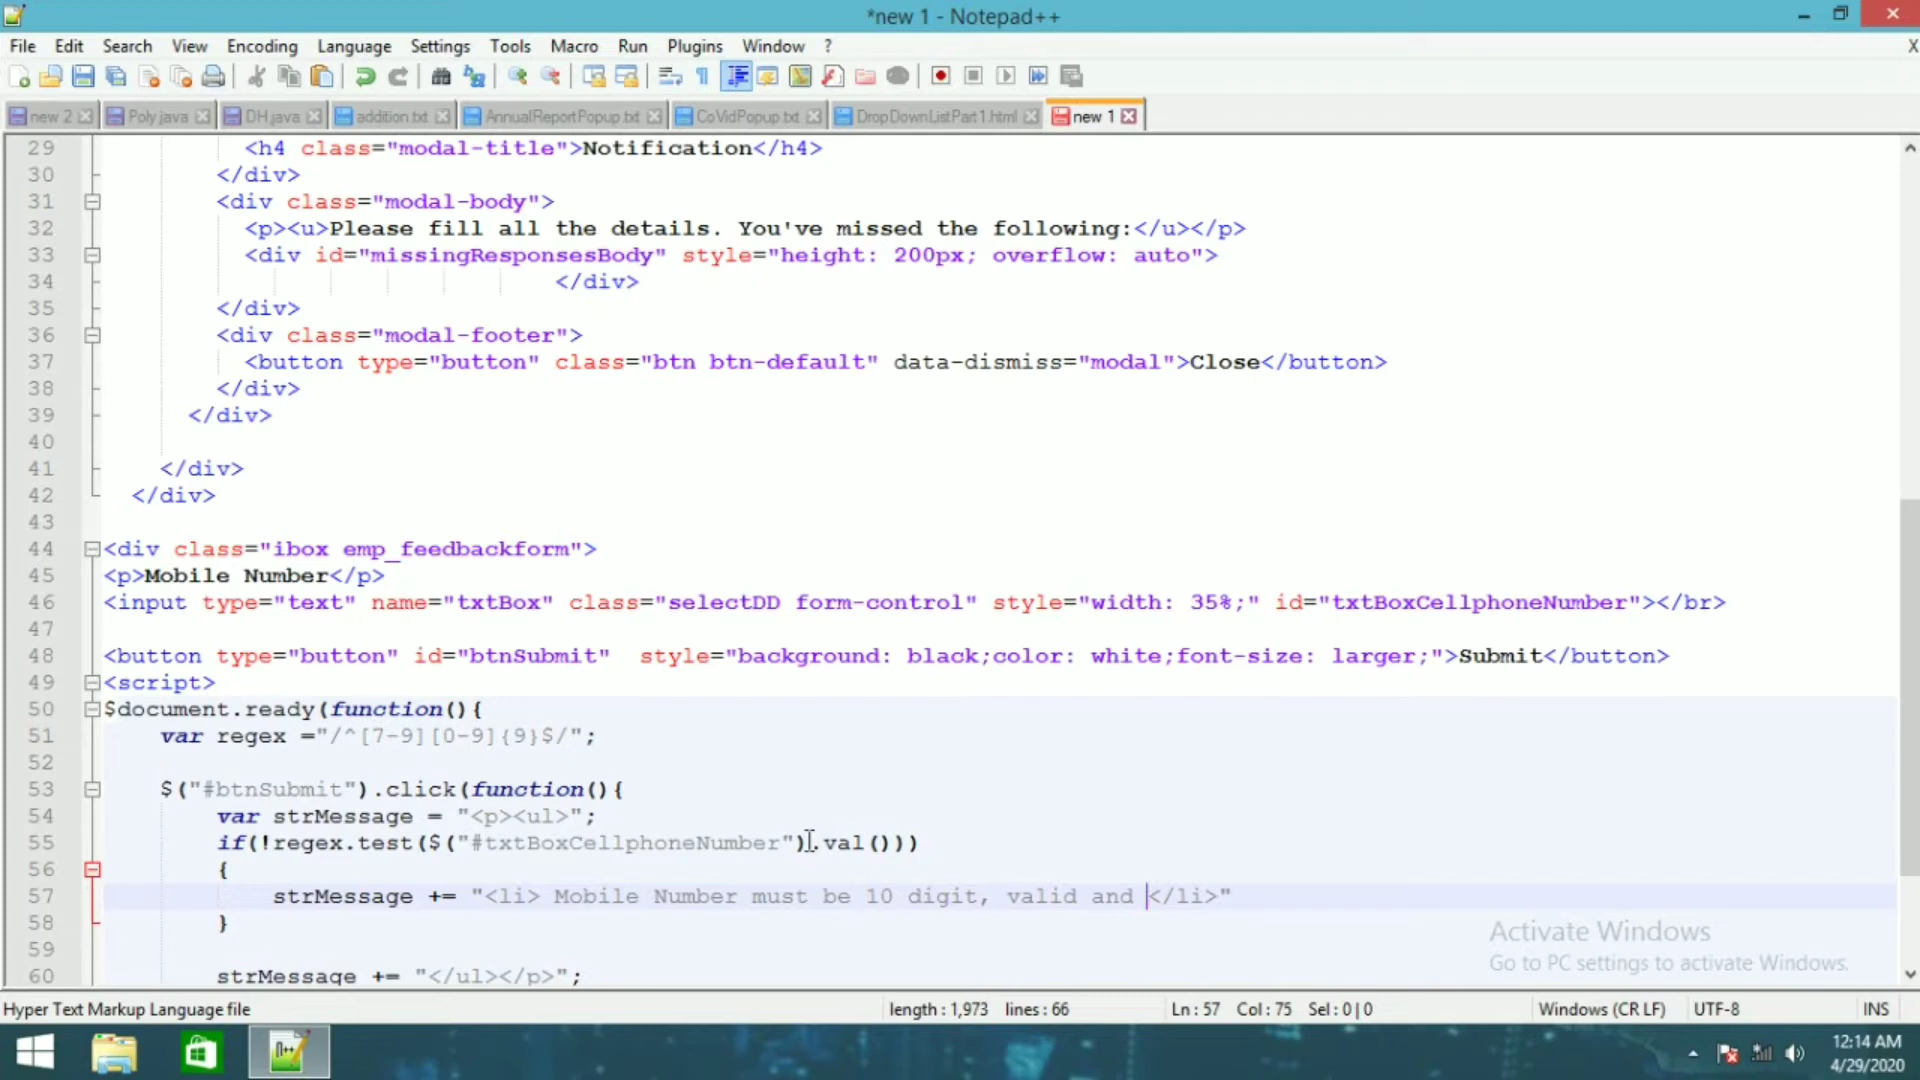 *new 1 - Notepad++
File Edit Search View Encoding Language Settings Tools Macro Run Plugins Window ? X
new 2 Poly.java DH.java addition.txt AnnualReportPopup.txt CoVidPopup.txt DropDownListPart1.html new 1
29 <h4 class="modal-title">Notification</h4>
30 </div>
31 <div class="modal-body">
32 <p><u>Please fill all the details. You've missed the following:</u></p>
33 <div id="missingResponsesBody" style="height: 200px; overflow: auto">
34 </div>
35 </div>
36 <div class="modal-footer">
37 <button type="button" class="btn btn-default" data-dismiss="modal">Close</button>
38 </div>
39 </div>
40
41 </div>
42 </div>
43
44 <div class="ibox emp_feedbackform">
45 <p>Mobile Number</p>
46 <input type="text" name="txtBox" class="selectDD form-control" style="width: 35%;" id="txtBoxCellphoneNumber"></br>
47
48 <button type="button" id="btnSubmit"  style="background: black;color: white;font-size: larger;">Submit</button>
49 <script>
50 $document.ready(function(){
51 var regex ="/^[7-9][0-9]{9}$/";
52
53 $("#btnSubmit").click(function(){
54 var strMessage = "<p><ul>";
55 if(!regex.test($("#txtBoxCellphoneNumber").val()))
56 {
57 strMessage += "<li> Mobile Number must be 10 digit, valid and </li>"
58 }
59
60 strMessage += "</ul></p>";
Activate Windows
Go to PC settings to activate Windows.
Hyper Text Markup Language file length : 1,973 lines : 66 Ln : 57 Col : 75 Sel : 0 | 0 Windows (CR LF) UTF-8 INS
12:14 AM
4/29/2020